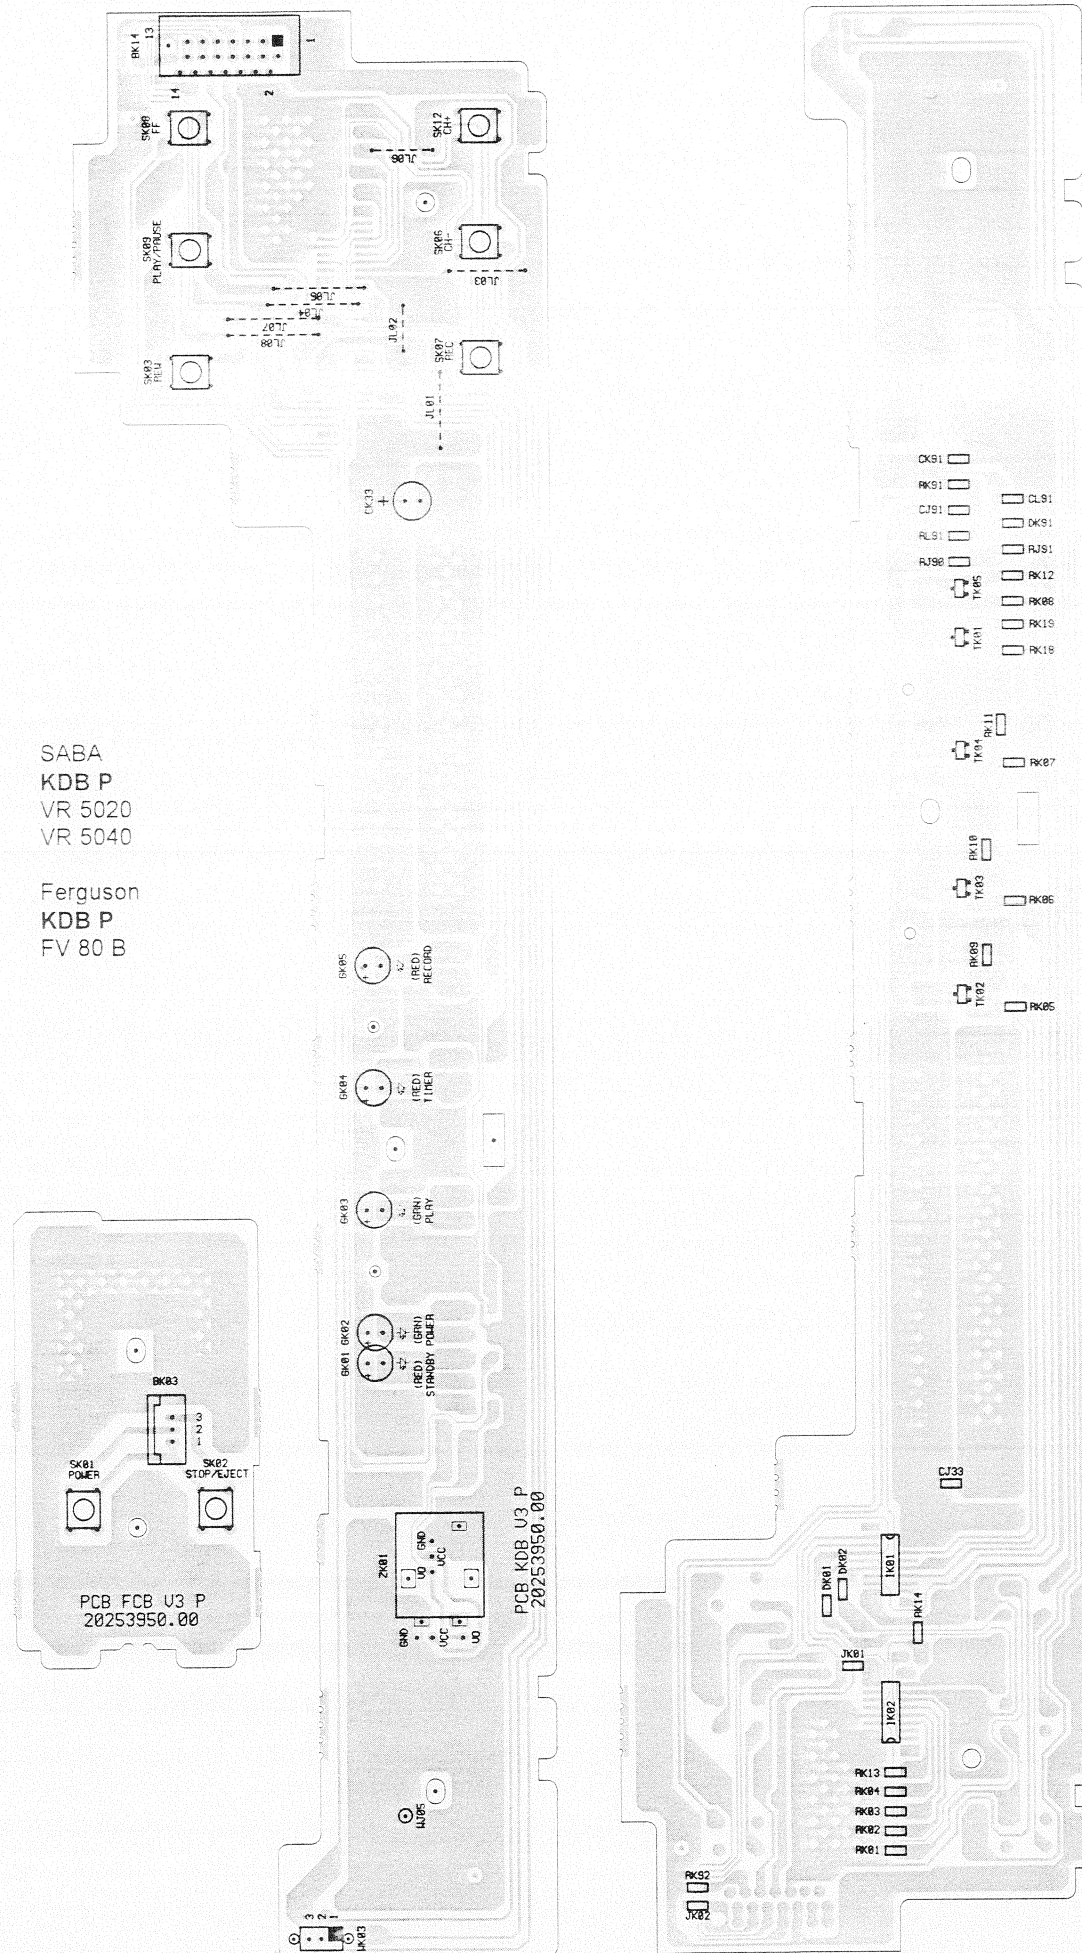 BK14
13
1
14
2
SK08
FF
SK12
CH+
JL06
SK09
PLAY/PAUSE
SK06
CH-
JL03
JL05
JL04
JL07
JL08
JL02
SK03
REW
SK07
REC
JL01
CK33
+
SABA
KDB P
VR 5020
VR 5040
Ferguson
KDB P
FV 80 B
GK05
(RED)
RECORD
GK04
(RED)
TIMER
GK03
(GRN)
PLAY
GK01 GK02
(RED) (GRN)
STANDBY POWER
BK03
3
2
1
SK01
POWER
SK02
STOP/EJECT
PCB FCB V3 P
20253950.00
ZK01
GND
VCC
VO
GND
VCC
VO
PCB KDB V3 P
20253950.00
WJ05
3
2
1
WK03
CK91
RK91
CJ91
RL91
RJ90
CL91
DK91
RJ91
RK12
RK08
RK19
RK18
TK05
TK01
RK11
TK04
RK07
RK10
TK03
RK06
RK09
TK02
RK05
CJ33
DK01
DK02
IK01
RK14
JK01
IK02
RK13
RK04
RK03
RK02
RK01
RK92
JK02